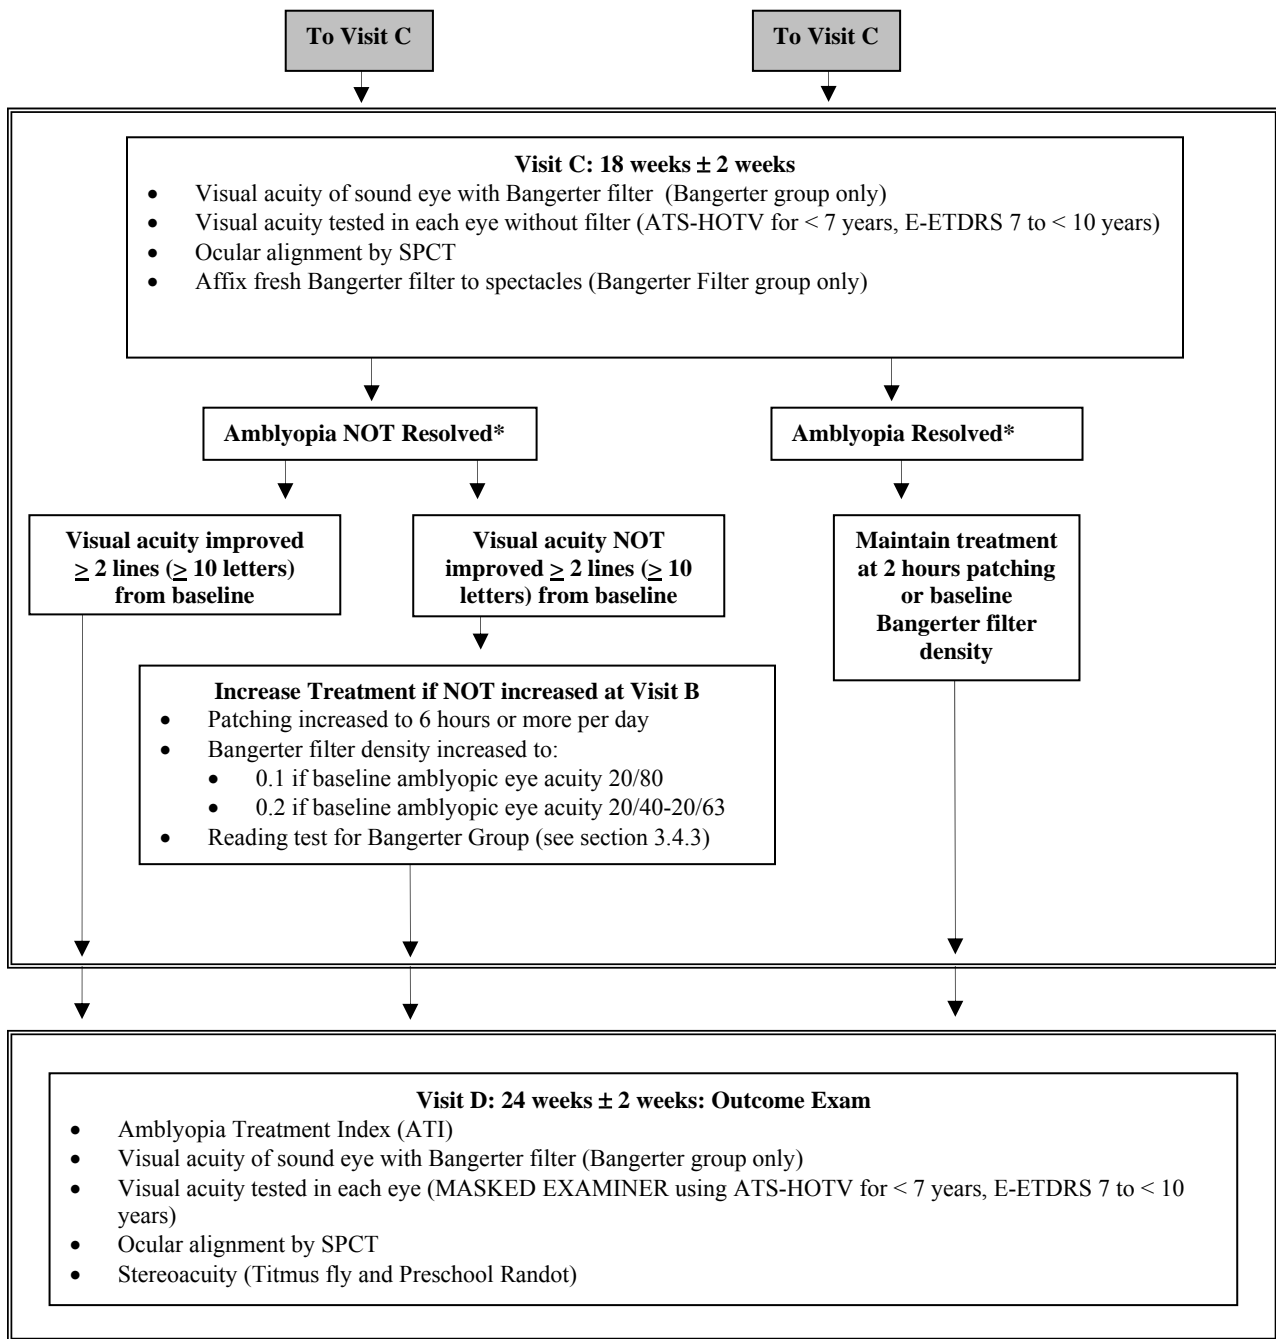 To Visit C
To Visit C
Visit C: 18 weeks ± 2 weeks
• Visual acuity of sound eye with Bangerter filter (Bangerter group only)
• Visual acuity tested in each eye without filter (ATS-HOTV for < 7 years, E-ETDRS 7 to < 10 years)
• Ocular alignment by SPCT
• Affix fresh Bangerter filter to spectacles (Bangerter Filter group only)
Amblyopia NOT Resolved*
Amblyopia Resolved*
Visual acuity improved
≥ 2 lines (≥ 10 letters)
from baseline
Visual acuity NOT
improved ≥ 2 lines (≥ 10
letters) from baseline
Maintain treatment
at 2 hours patching
or baseline
Bangerter filter
density
Increase Treatment if NOT increased at Visit B
• Patching increased to 6 hours or more per day
• Bangerter filter density increased to:
• 0.1 if baseline amblyopic eye acuity 20/80
• 0.2 if baseline amblyopic eye acuity 20/40-20/63
• Reading test for Bangerter Group (see section 3.4.3)
Visit D: 24 weeks ± 2 weeks: Outcome Exam
• Amblyopia Treatment Index (ATI)
• Visual acuity of sound eye with Bangerter filter (Bangerter group only)
• Visual acuity tested in each eye (MASKED EXAMINER using ATS-HOTV for < 7 years, E-ETDRS 7 to < 10
years)
• Ocular alignment by SPCT
• Stereoacuity (Titmus fly and Preschool Randot)